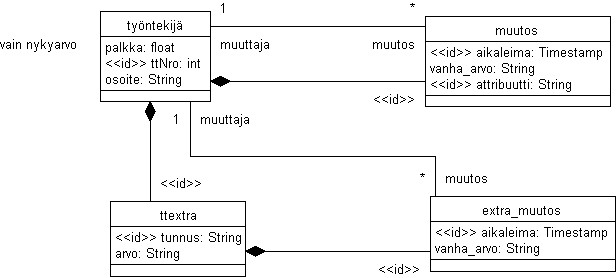 1
*
työntekijä
muutos
vain nykyarvo
palkka: float
<<id>> ttNro: int
osoite: String
muuttaja
muutos
<<id>> aikaleima: Timestamp
vanha_arvo: String
<<id>> attribuutti: String
<<id>>
1
muuttaja
*
muutos
<<id>>
ttextra
<<id>> tunnus: String
arvo: String
extra_muutos
<<id>> aikaleima: Timestamp
vanha_arvo: String
<<id>>